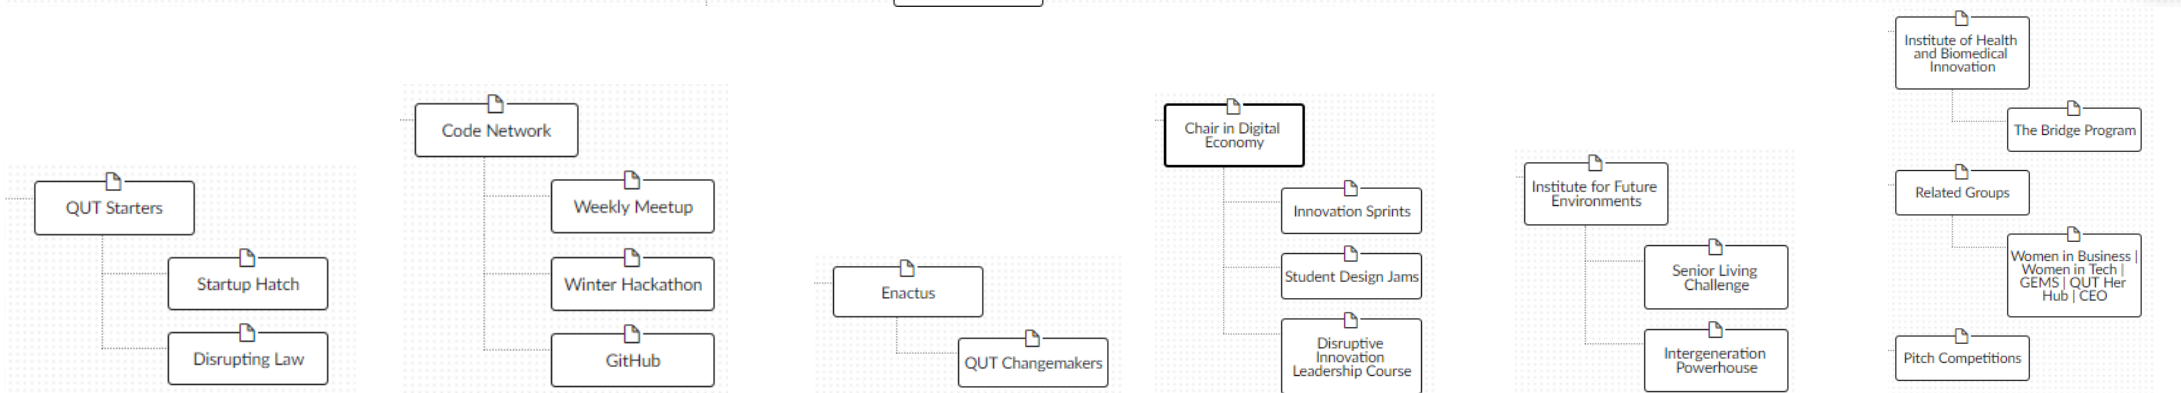 QUT Starters
Startup Hatch
Disrupting Law
Code Network
Weekly Meetup
Winter Hackathon
GitHub
Enactus
QUT Changemakers
Chair in Digital
Economy
Innovation Sprints
Student Design Jams
Disruptive
Innovation
Leadership Course
Institute for Future
Environments
Senior Living
Challenge
Intergeneration
Powerhouse
Institute of Health
and Biomedical
Innovation
The Bridge Program
Related Groups
Women in Business |
Women in Tech |
GEMS | QUT Her
Hub | CEO
Pitch Competitions